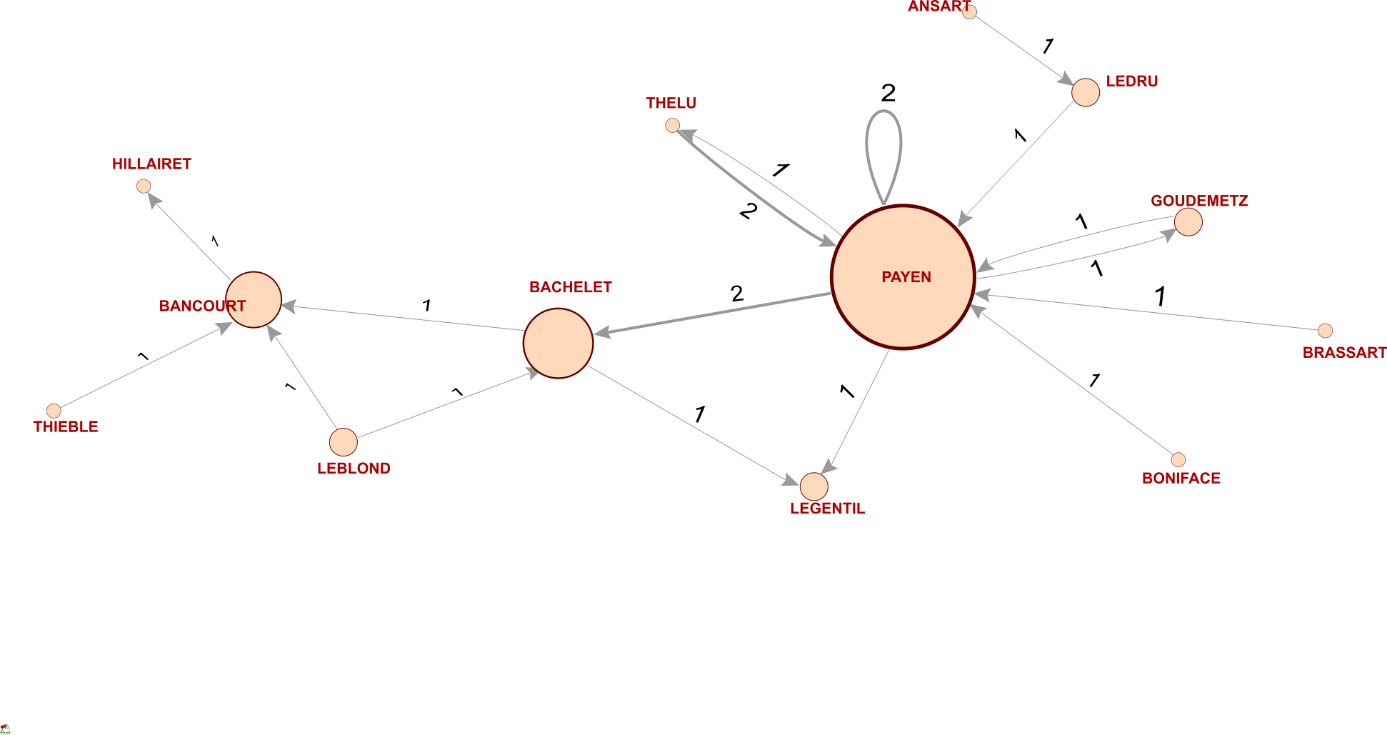 ANSART
1
LEDRU
2
THELU
1
HILLAIRET
1
2
GOUDEMETZ
1
1
1
PAYEN
BACHELET
2
1
BANCOURT
1
1
BRASSART
1
1
1
1
1
THIEBLE
1
LEBLOND
BONIFACE
LEGENTIL